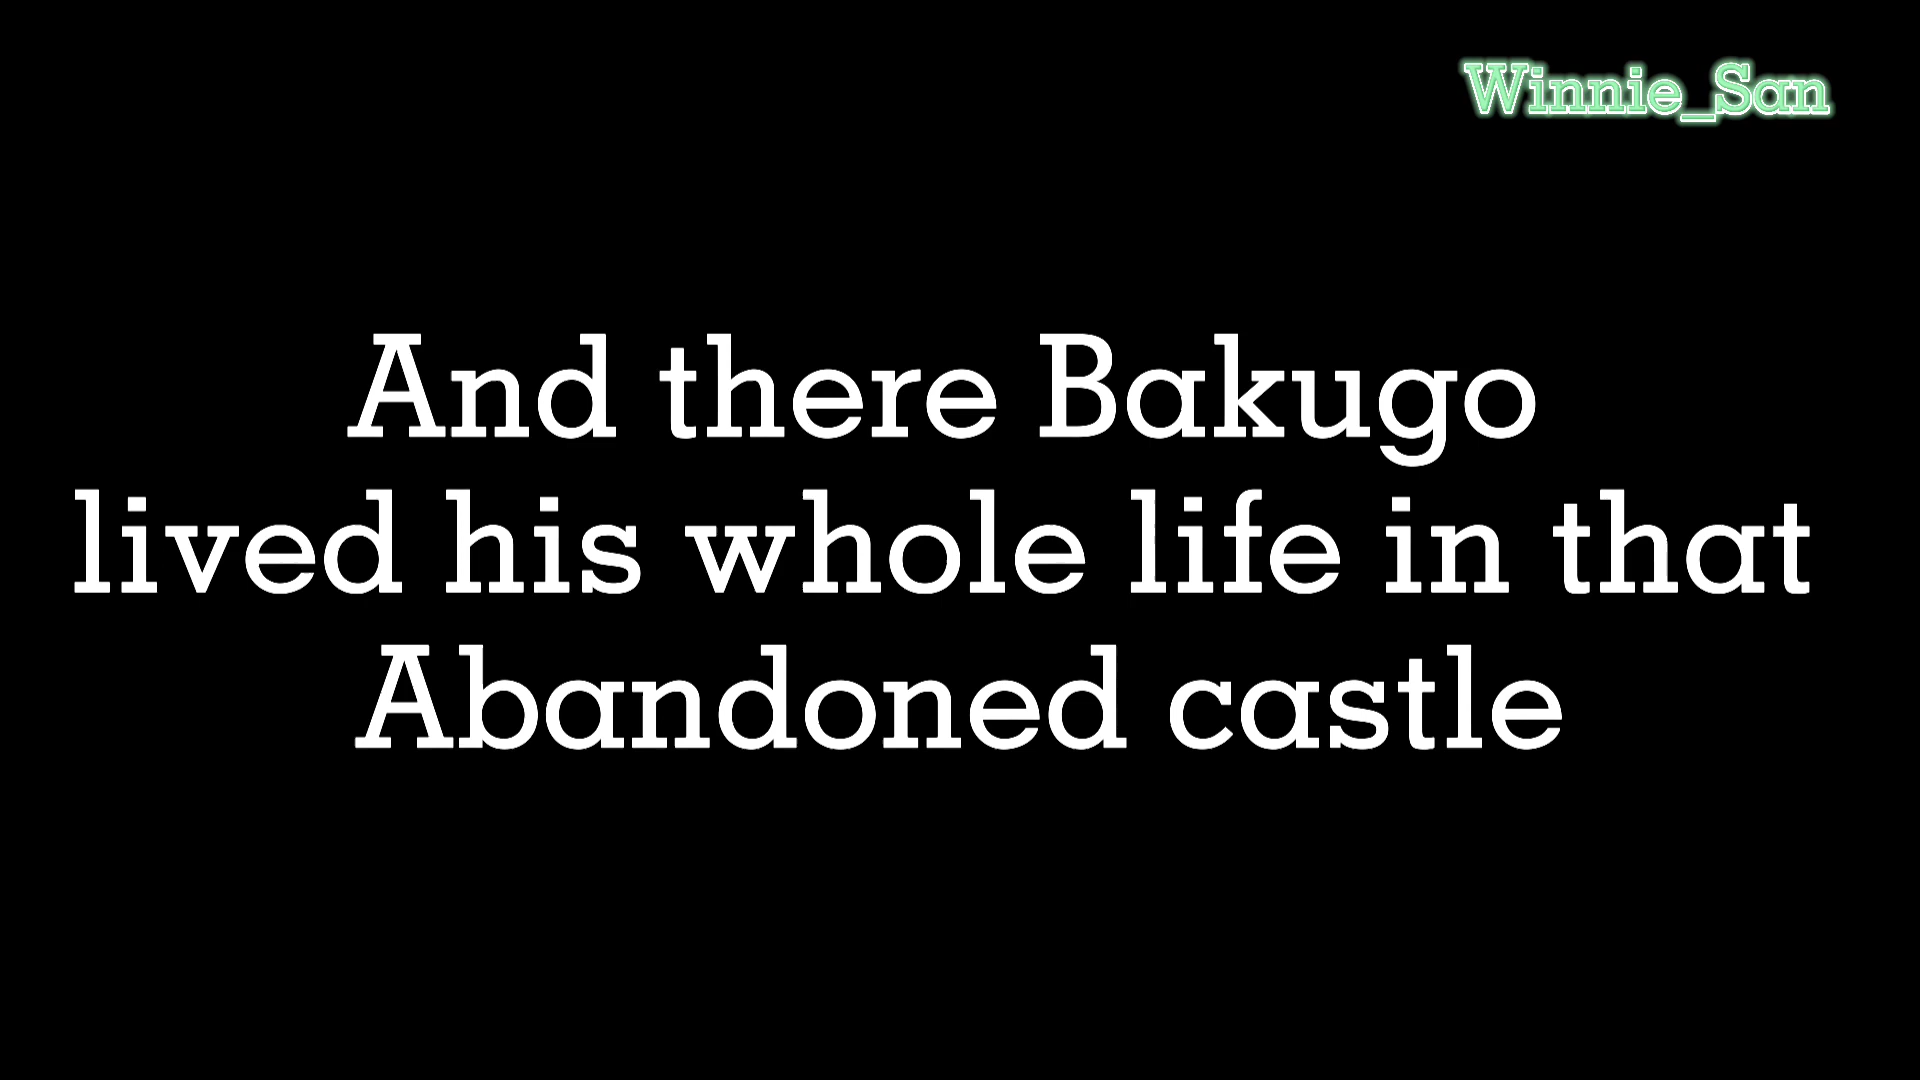 Winnie_San
And there Bakugo
lived his whole life in that
Abandoned castle